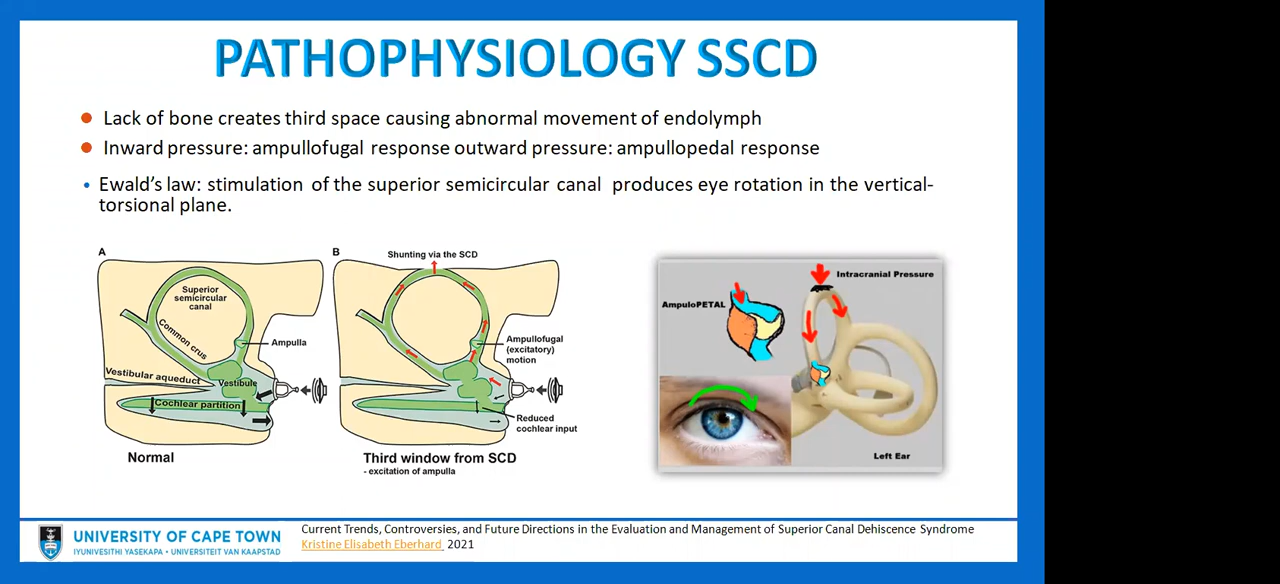 PATHOPHYSIOLOGY SSCD
Lack of bone creates third space causing abnormal movement of endolymph
Inward pressure: ampullofugal response outward pressure: ampullopedal response
Ewald's law: stimulation of the superior semicircular canal produces eye rotation in the vertical-
torsional plane.
A
Superior
semicircular
canal
Common crus
Ampulla
Vestibular aqueduct
Vestibule
Cochlear partition
Normal
B
Shunting via the SCD
Ampullofugal
(excitatory)
motion
Reduced
cochlear input
Third window from SCD
- excitation of ampulla
Intracranial Pressure
AmpuloPETAL
Left Ear
UNIVERSITY OF CAPE TOWN
IYUNIVESITHI YASEKAPA • UNIVERSITEIT VAN KAAPSTAD
Current Trends, Controversies, and Future Directions in the Evaluation and Management of Superior Canal Dehiscence Syndrome
Kristine Elisabeth Eberhard 2021